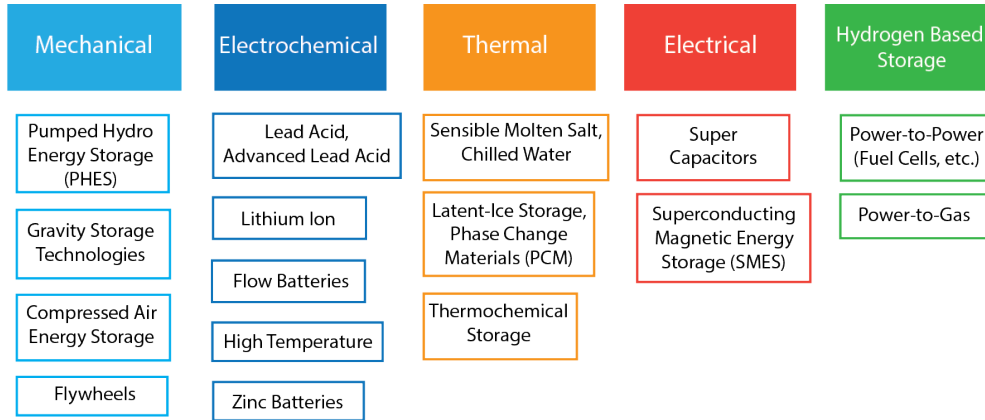 Mechanical
Electrochemical
Thermal
Electrical
Hydrogen Based
Storage
Pumped Hydro
Energy Storage
(PHES)
Gravity Storage
Technologies
Compressed Air
Energy Storage
Flywheels
Lead Acid,
Advanced Lead Acid
Lithium Ion
Flow Batteries
High Temperature
Zinc Batteries
Sensible Molten Salt,
Chilled Water
Latent-Ice Storage,
Phase Change
Materials (PCM)
Thermochemical
Storage
Super
Capacitors
Superconducting
Magnetic Energy
Storage (SMES)
Power-to-Power
(Fuel Cells, etc.)
Power-to-Gas